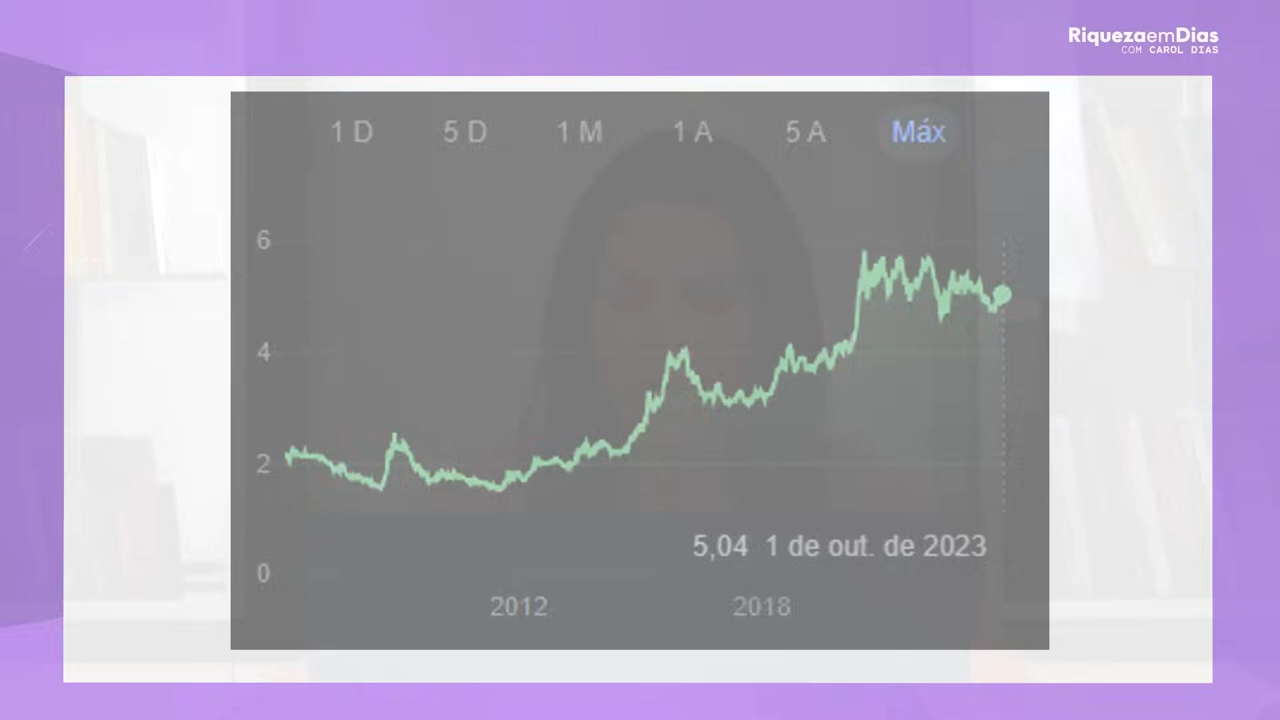 RiquezaemDias
COM CAROL DIAS
1 D 5 D 1 M 1 A 5 A Máx
6
4
2
5,04 1 de out. de 2023
0
2012 2018